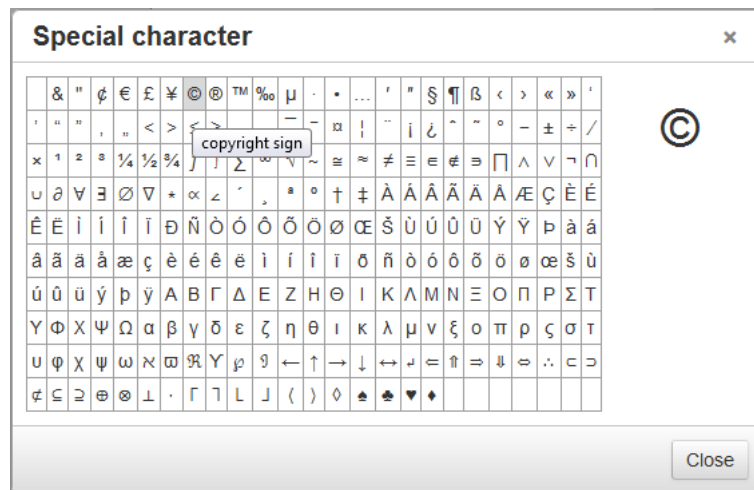 Special character ×
& " ¢ € £ ¥ © ® ™ ‰ µ · • … ′ ″ § ¶ ß ‹ › « » ‘
’ “ ” ‚ „ < > ≤ ≥ – — ¯ ‾ ¤ ¦ ¨ ¡ ¿ ˆ ˜ ° − ± ÷ ⁄
copyright sign
©
× ¹ ² ³ ¼ ½ ¾ ƒ ∫ ∑ ∞ √ ∼ ≅ ≈ ≠ ≡ ∈ ∉ ∋ ∏ ∧ ∨ ¬ ∩
∪ ∂ ∀ ∃ ∅ ∇ ∗ ∝ ∠ ´ ¸ ª º † ‡ À Á Â Ã Ä Å Æ Ç È É
Ê Ë Ì Í Î Ï Ð Ñ Ò Ó Ô Õ Ö Ø Œ Š Ù Ú Û Ü Ý Ÿ Þ à á
â ã ä å æ ç è é ê ë ì í î ï ð ñ ò ó ô õ ö ø œ š ù
ú û ü ý þ ÿ Α Β Γ Δ Ε Ζ Η Θ Ι Κ Λ Μ Ν Ξ Ο Π Ρ Σ Τ
Υ Φ Χ Ψ Ω α β γ δ ε ζ η θ ι κ λ μ ν ξ ο π ρ ς σ τ
υ φ χ ψ ω ℵ ϖ ℜ ϒ ℘ ℑ ← ↑ → ↓ ↔ ↵ ⇐ ⇑ ⇒ ⇓ ⇔ ∴ ⊂ ⊃
⊄ ⊆ ⊇ ⊕ ⊗ ⊥ ⋅ ⌈ ⌉ ⌊ ⌋ ⟨ ⟩ ◊ ♠ ♣ ♥ ♦
Close